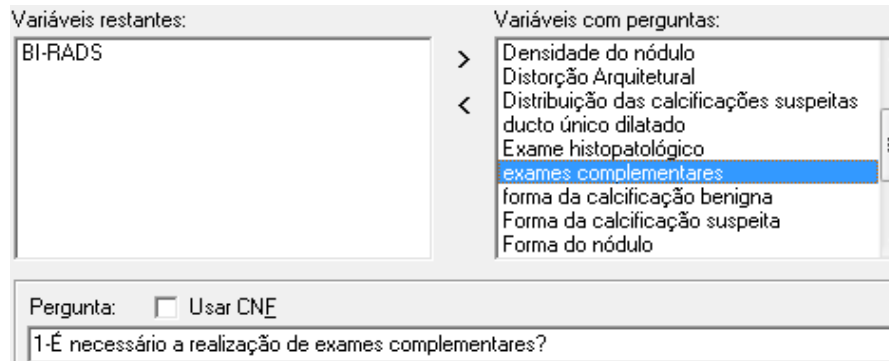 Variáveis restantes:
BI-RADS
>
<
Variáveis com perguntas:
Densidade do nódulo
Distorção Arquitetural
Distribuição das calcificações suspeitas
ducto único dilatado
Exame histopatológico
exames complementares
forma da calcificação benigna
Forma da calcificação suspeita
Forma do nódulo
Pergunta: Usar CNF
1-É necessário a realização de exames complementares?